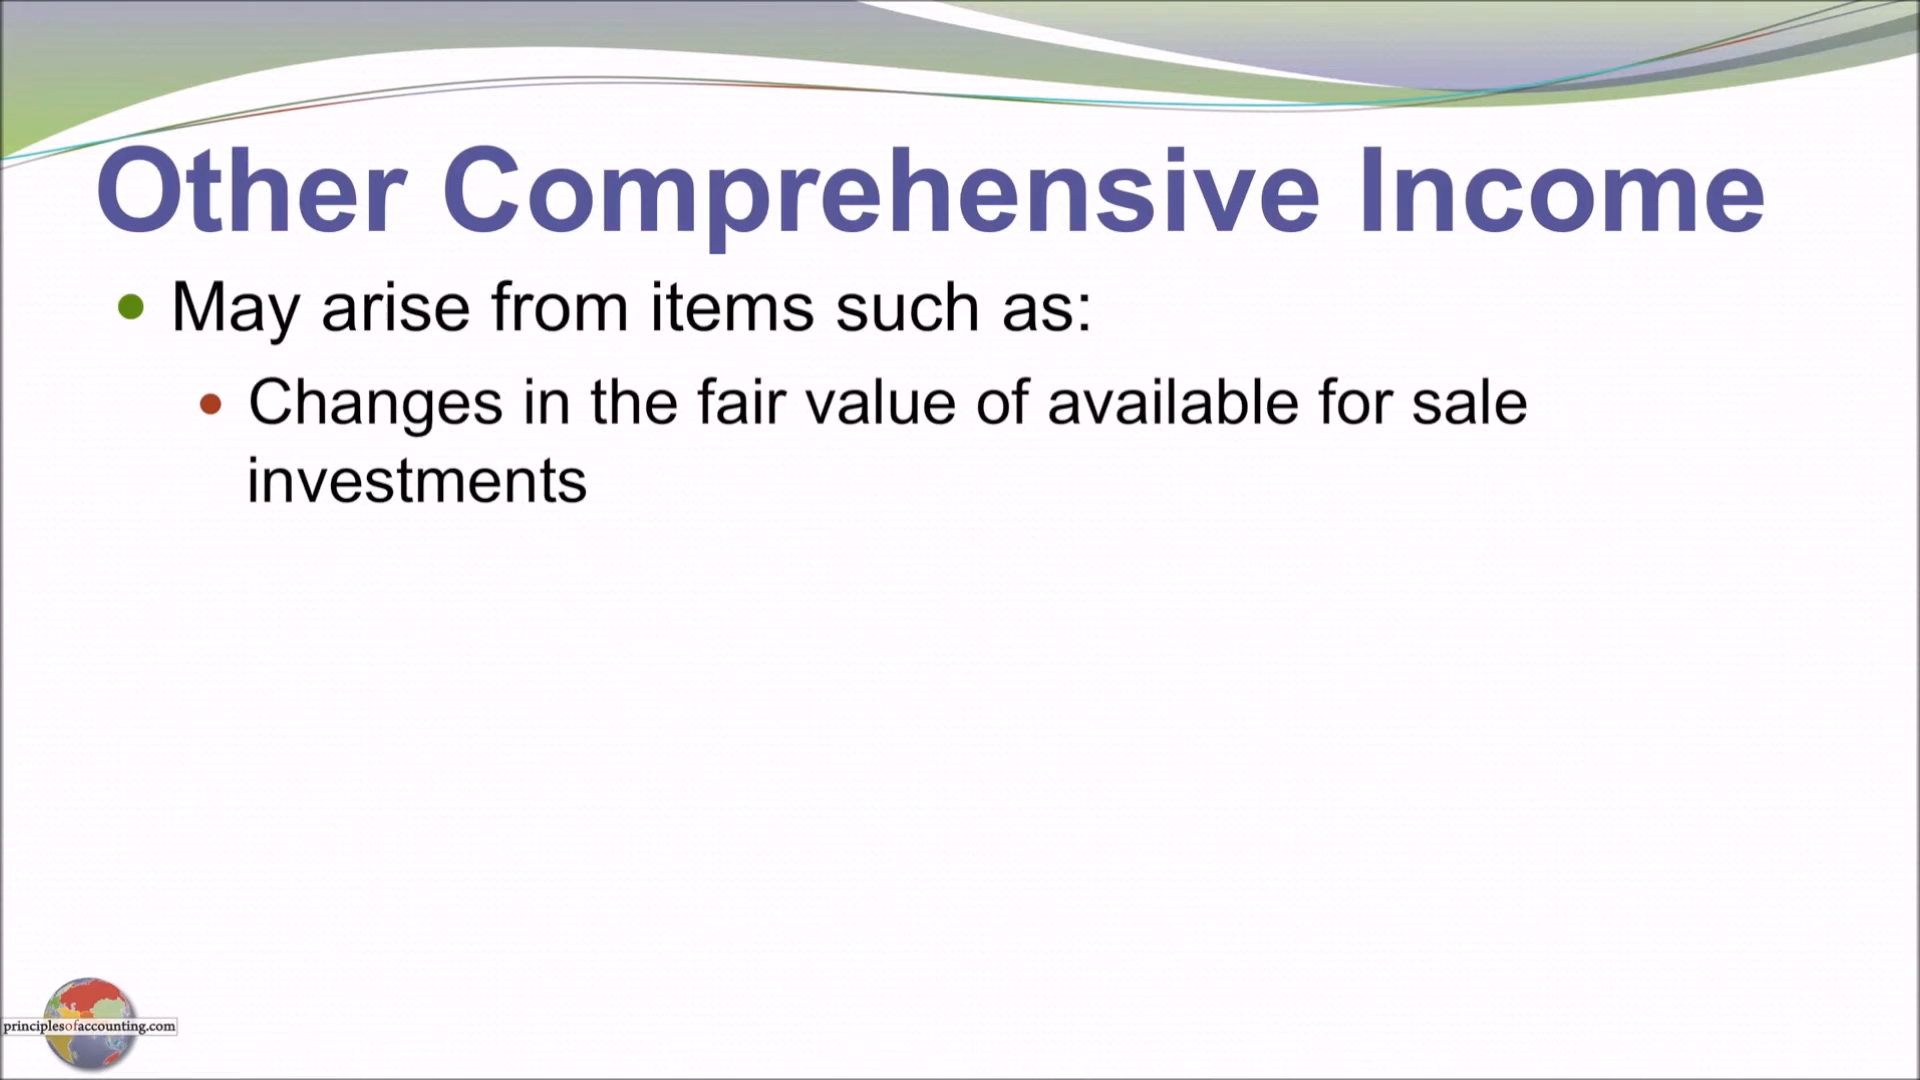 Other Comprehensive Income
May arise from items such as:
Changes in the fair value of available for sale
investments
principlesofaccounting.com